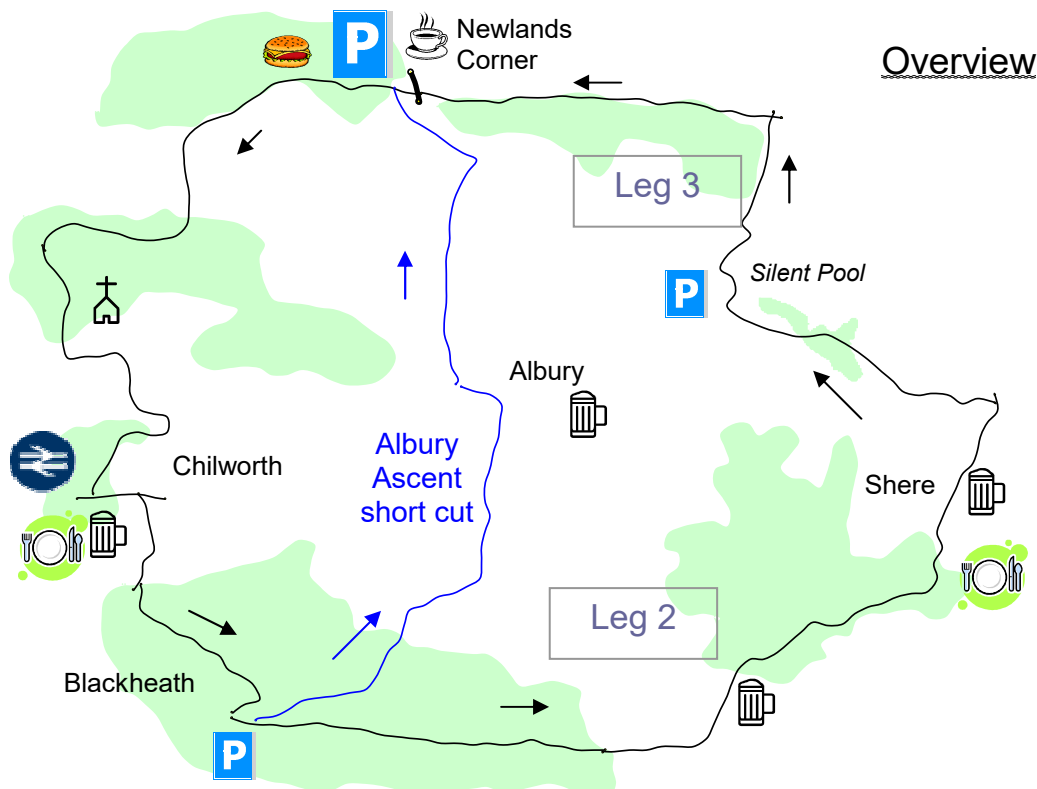 P
Newlands
Corner
Overview
Leg 3
Silent Pool
P
Albury
Albury
Ascent
short cut
Chilworth
Shere
Leg 2
Blackheath
P